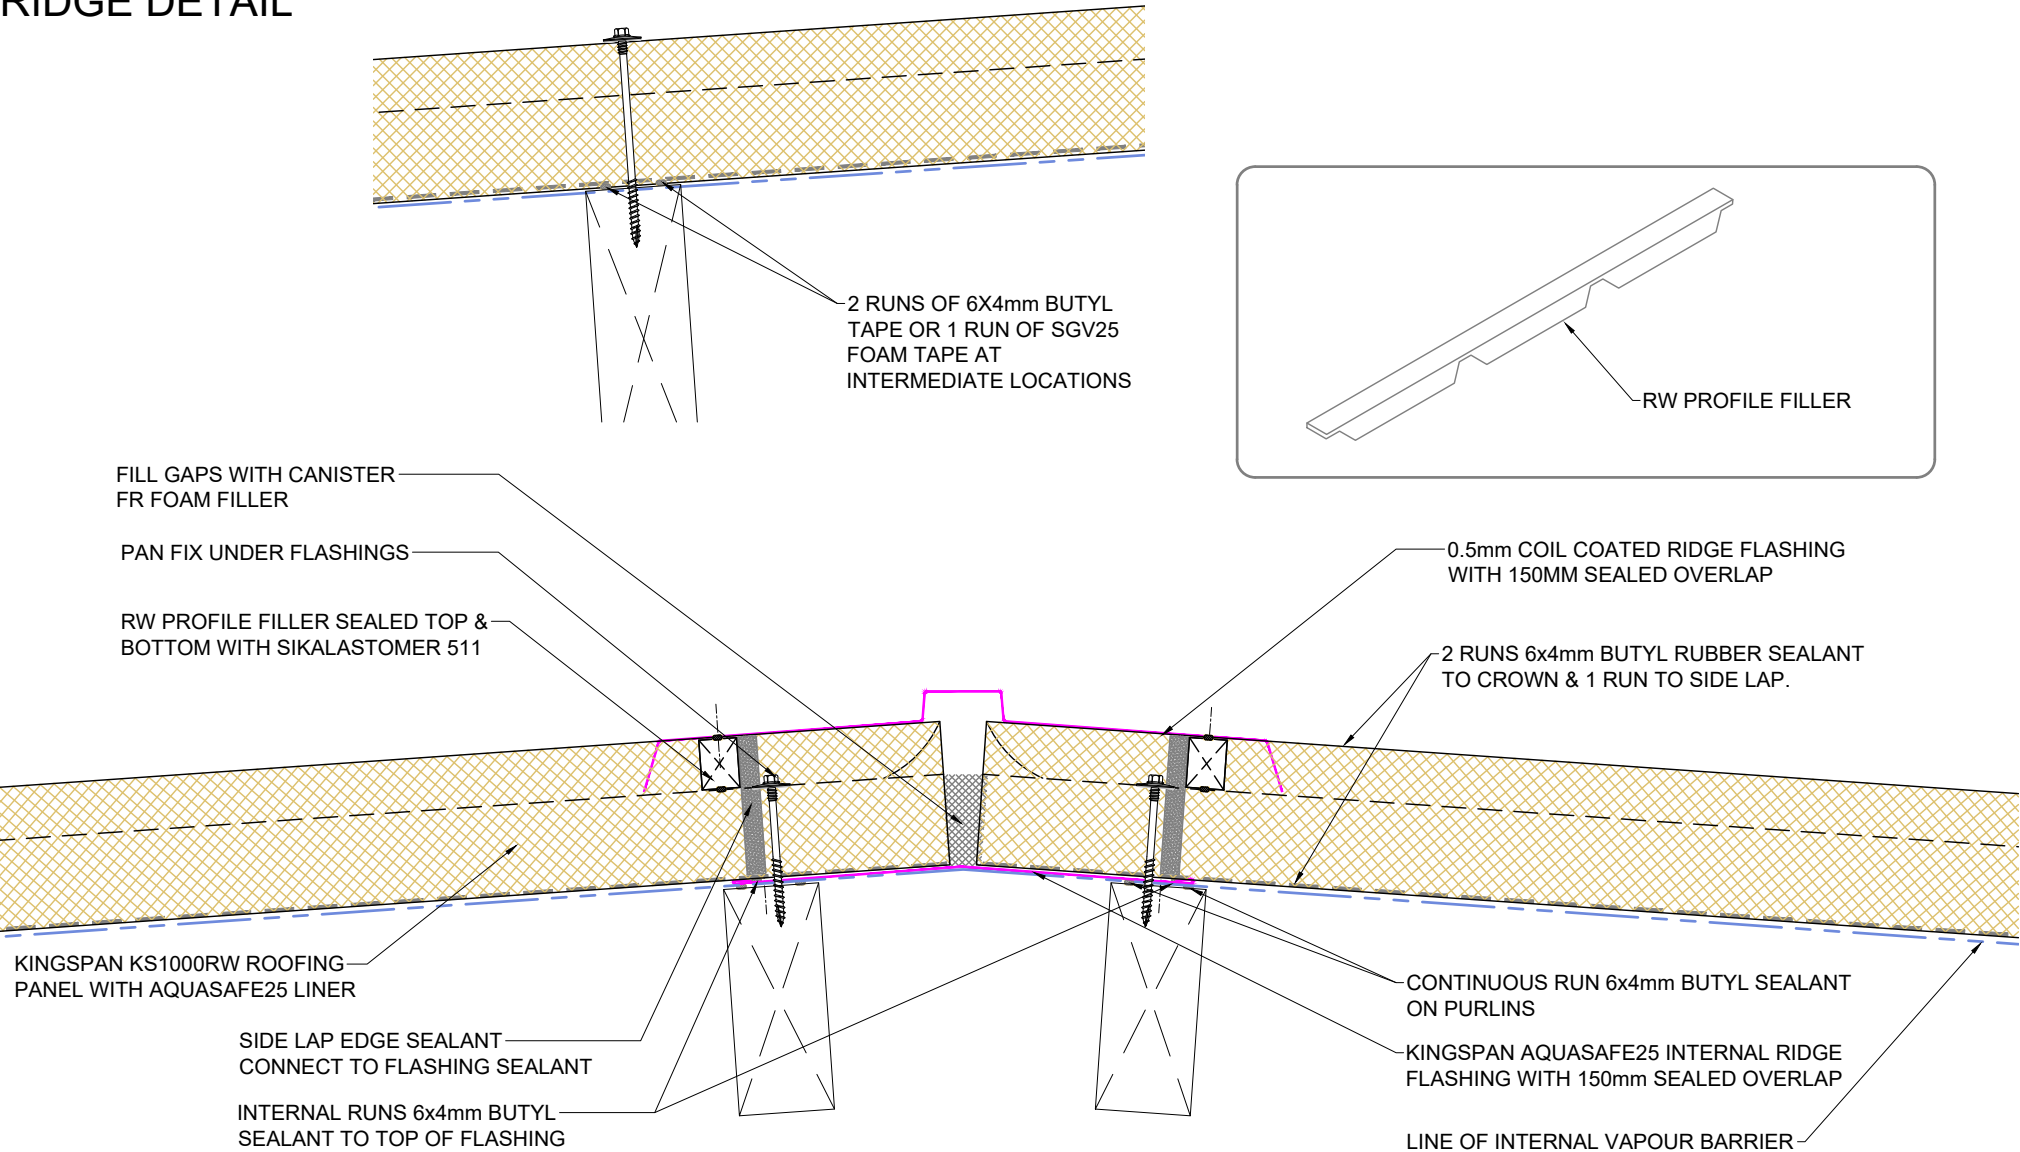 RIDGE DETAIL
2 RUNS OF 6X4mm BUTYL
TAPE OR 1 RUN OF SGV25
FOAM TAPE AT
INTERMEDIATE LOCATIONS
RW PROFILE FILLER
FILL GAPS WITH CANISTER
FR FOAM FILLER
PAN FIX UNDER FLASHINGS
RW PROFILE FILLER SEALED TOP &
BOTTOM WITH SIKALASTOMER 511
0.5mm COIL COATED RIDGE FLASHING
WITH 150MM SEALED OVERLAP
2 RUNS 6x4mm BUTYL RUBBER SEALANT
TO CROWN & 1 RUN TO SIDE LAP.
KINGSPAN KS1000RW ROOFING
PANEL WITH AQUASAFE25 LINER
SIDE LAP EDGE SEALANT
CONNECT TO FLASHING SEALANT
INTERNAL RUNS 6x4mm BUTYL
SEALANT TO TOP OF FLASHING
CONTINUOUS RUN 6x4mm BUTYL SEALANT
ON PURLINS
KINGSPAN AQUASAFE25 INTERNAL RIDGE
FLASHING WITH 150mm SEALED OVERLAP
LINE OF INTERNAL VAPOUR BARRIER